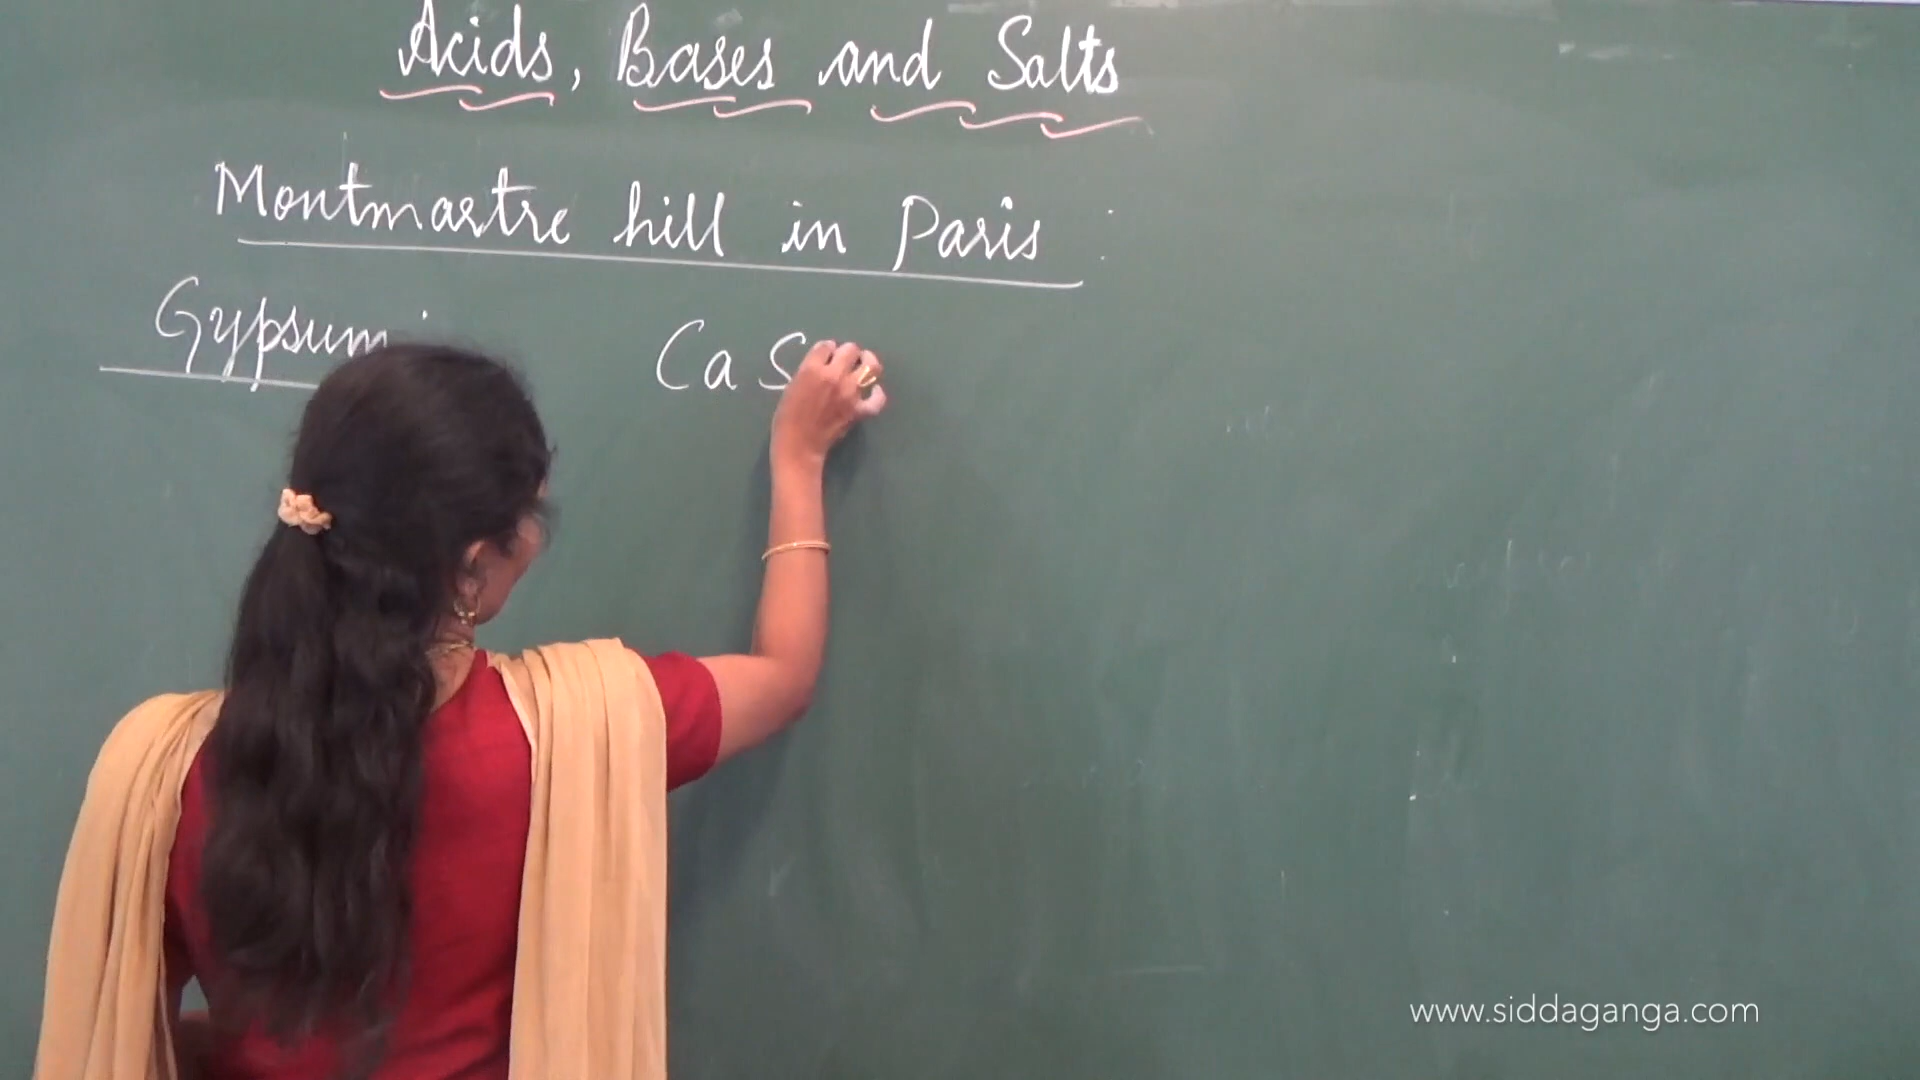 Acids, Bases and Salts
Montmartre hill in Paris :
Gypsum Ca S
www.siddaganga.com